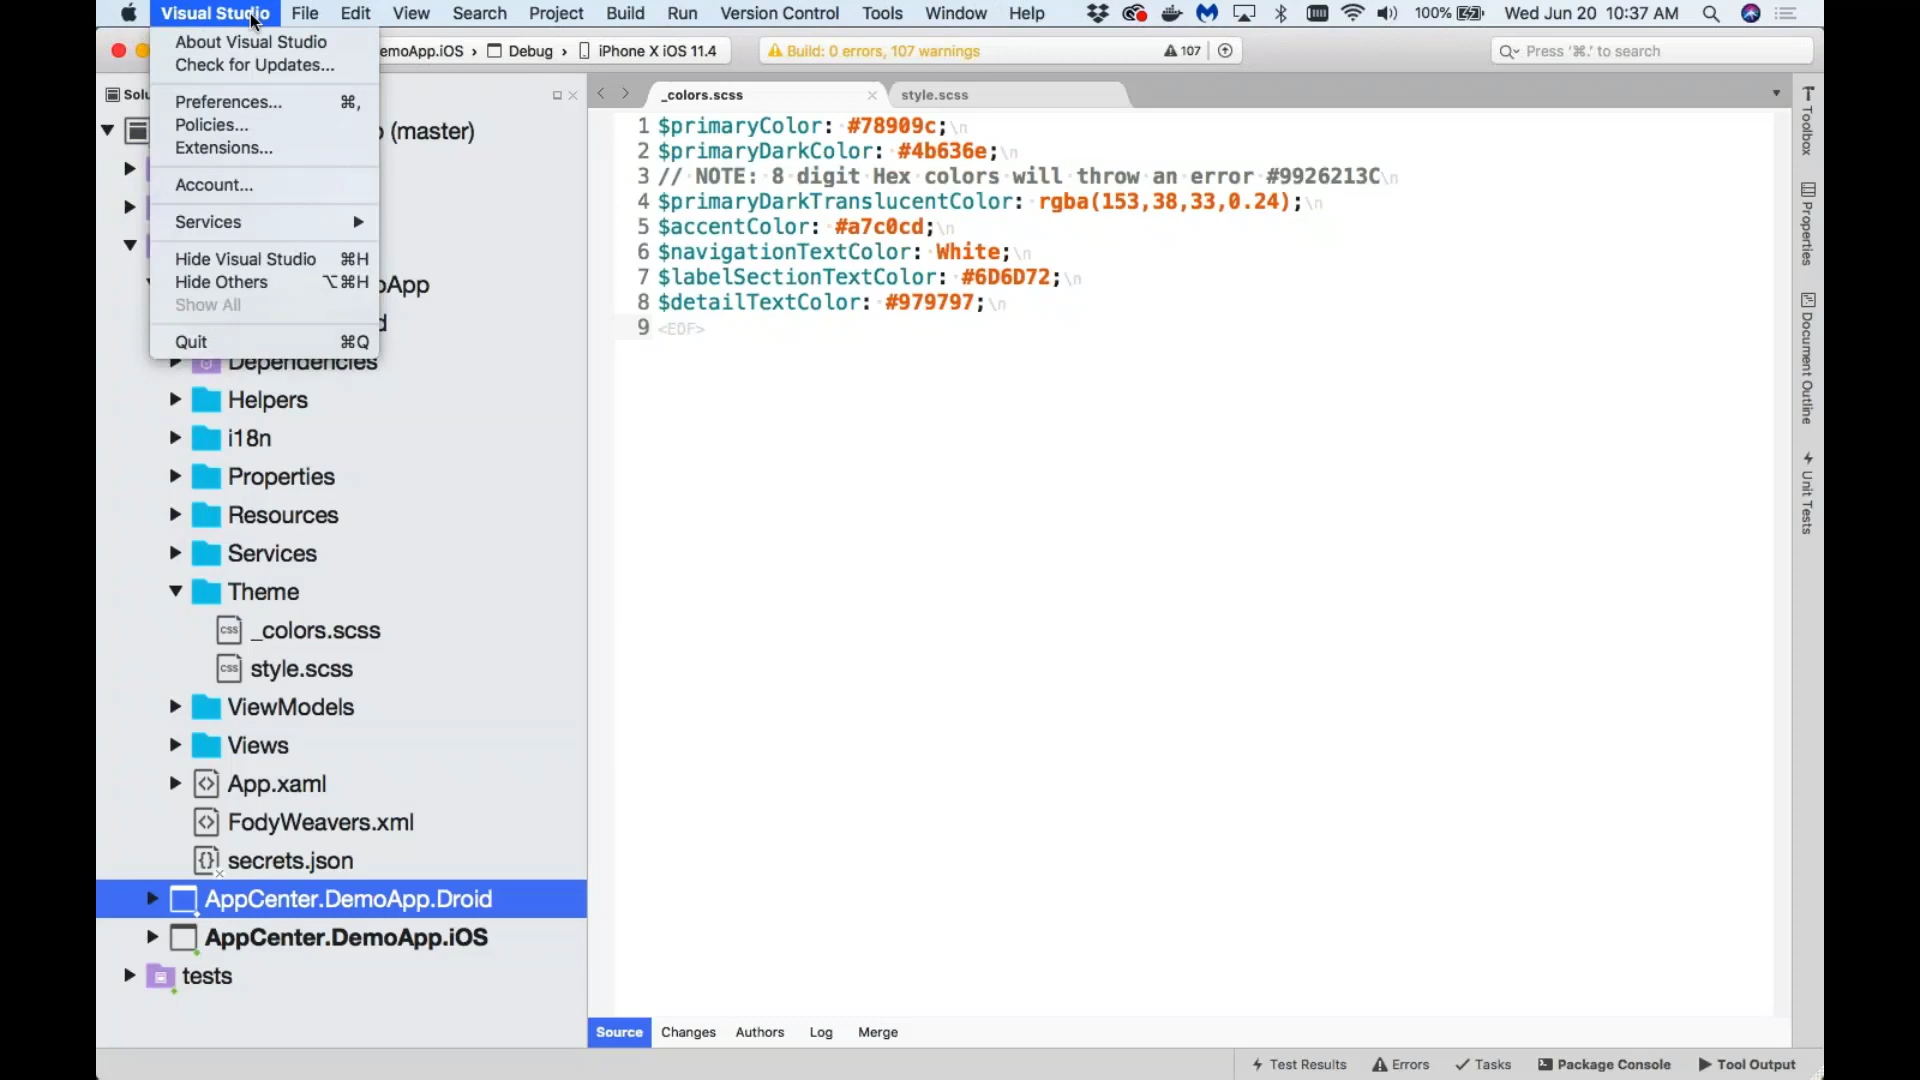 Visual Studio File Edit View Search Project Build Run Version Control Tools Window Help 100% Wed Jun 20 10:37 AM
About Visual Studio
Check for Updates...
Preferences... ⌘,
Policies...
Extensions...
Account...
Services
Hide Visual Studio ⌘H
Hide Others ⌥⌘H
Show All
Quit ⌘Q
emoApp.iOS › Debug › iPhone X iOS 11.4
Build: 0 errors, 107 warnings 107
Press ‘⌘.’ to search
Solu
(master)
oApp
d
Dependencies
Helpers
i18n
Properties
Resources
Services
Theme
_colors.scss
style.scss
ViewModels
Views
App.xaml
FodyWeavers.xml
secrets.json
AppCenter.DemoApp.Droid
AppCenter.DemoApp.iOS
tests
_colors.scss style.scss
1 $primaryColor: #78909c;\n
2 $primaryDarkColor: #4b636e;\n
3 // NOTE: 8 digit Hex colors will throw an error #9926213C\n
4 $primaryDarkTranslucentColor: rgba(153,38,33,0.24);\n
5 $accentColor: #a7c0cd;\n
6 $navigationTextColor: White;\n
7 $labelSectionTextColor: #6D6D72;\n
8 $detailTextColor: #979797;\n
9 <EOF>
Toolbox
Properties
Document Outline
Unit Tests
Source Changes Authors Log Merge
Test Results Errors Tasks Package Console Tool Output